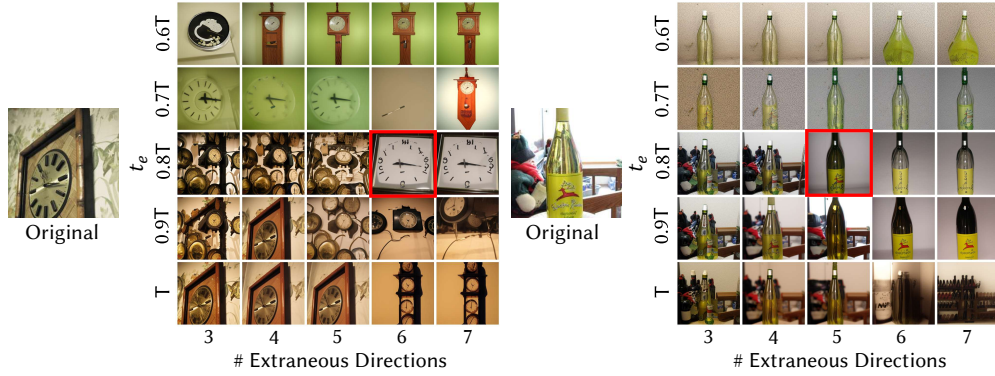 0.6T
0.7T
0.8T
0.9T
T
t_e
3 4 5 6 7
# Extraneous Directions
Original
0.6T
0.7T
0.8T
0.9T
T
t_e
3 4 5 6 7
# Extraneous Directions
Original